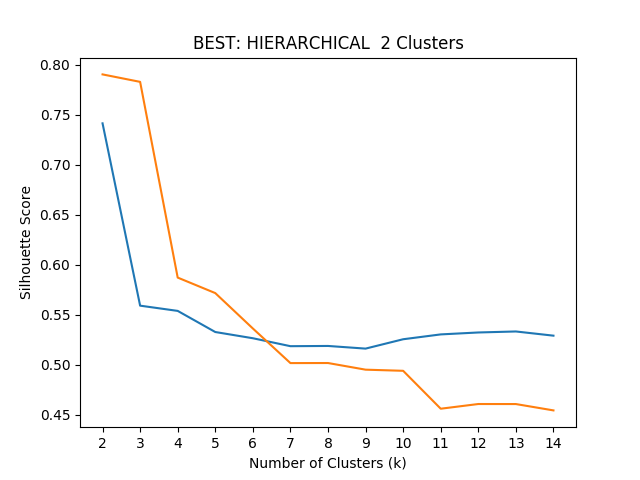 BEST: HIERARCHICAL  2 Clusters
0.80
0.75
0.70
0.65
0.60
0.55
0.50
0.45
Silhouette Score
2 3 4 5 6 7 8 9 10 11 12 13 14
Number of Clusters (k)